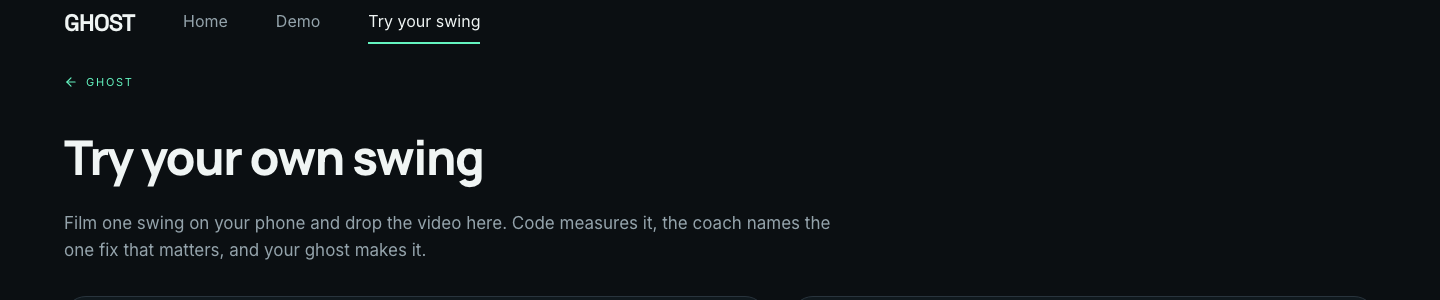 GHOST Home Demo Try your swing
← GHOST
Try your own swing
Film one swing on your phone and drop the video here. Code measures it, the coach names the
one fix that matters, and your ghost makes it.